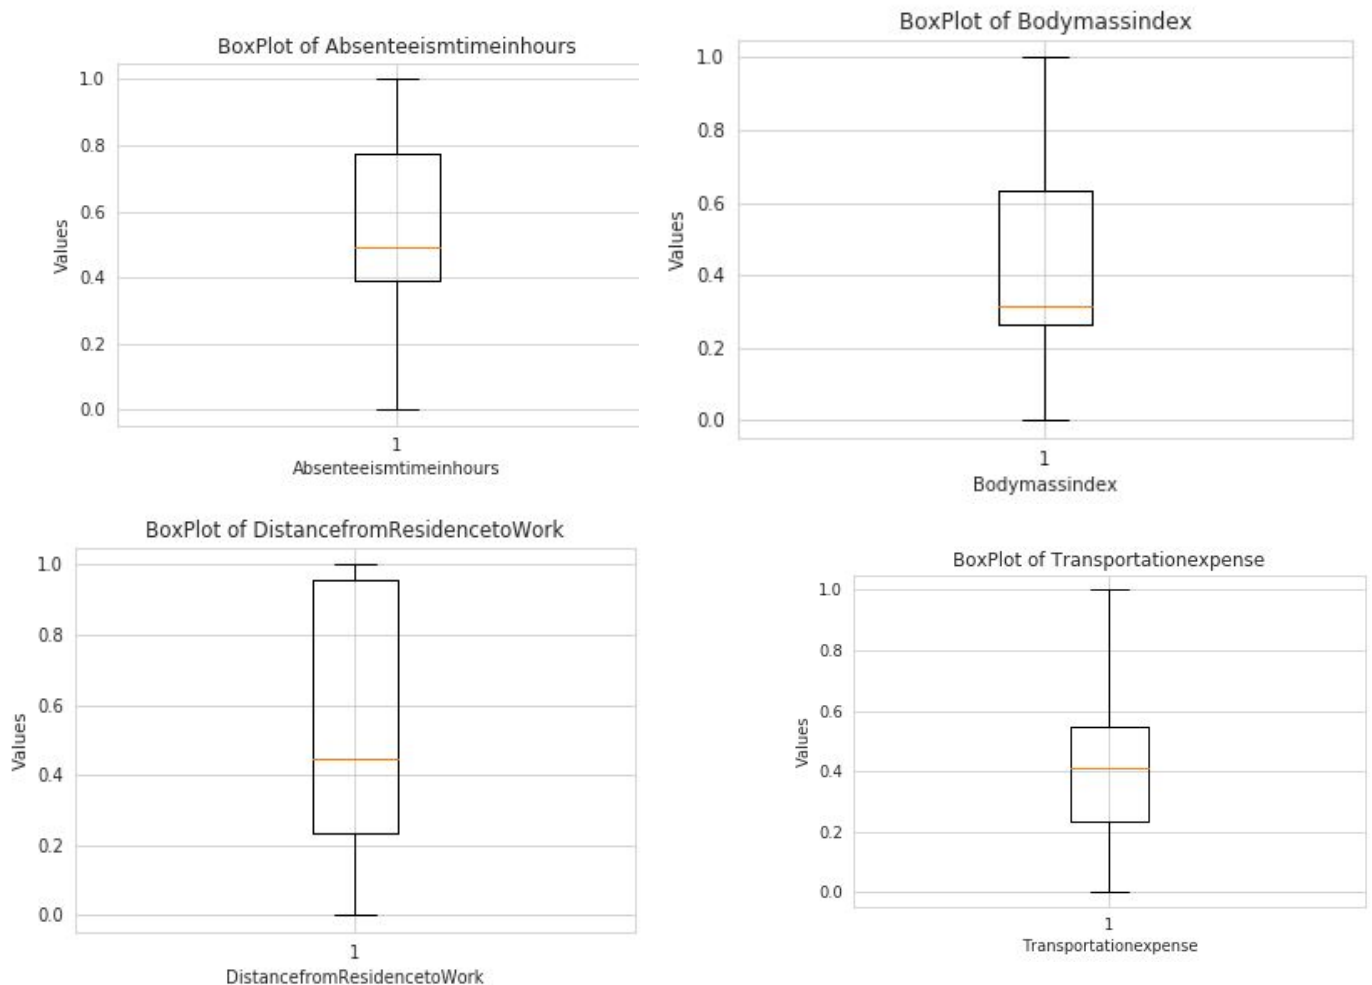 BoxPlot of Absenteeismtimeinhours
1.0
0.8
0.6
0.4
0.2
0.0
Values
1
Absenteeismtimeinhours
BoxPlot of Bodymassindex
1.0
0.8
0.6
0.4
0.2
0.0
Values
1
Bodymassindex
BoxPlot of DistancefromResidencetoWork
1.0
0.8
0.6
0.4
0.2
0.0
Values
1
DistancefromResidencetoWork
BoxPlot of Transportationexpense
1.0
0.8
0.6
0.4
0.2
0.0
Values
1
Transportationexpense